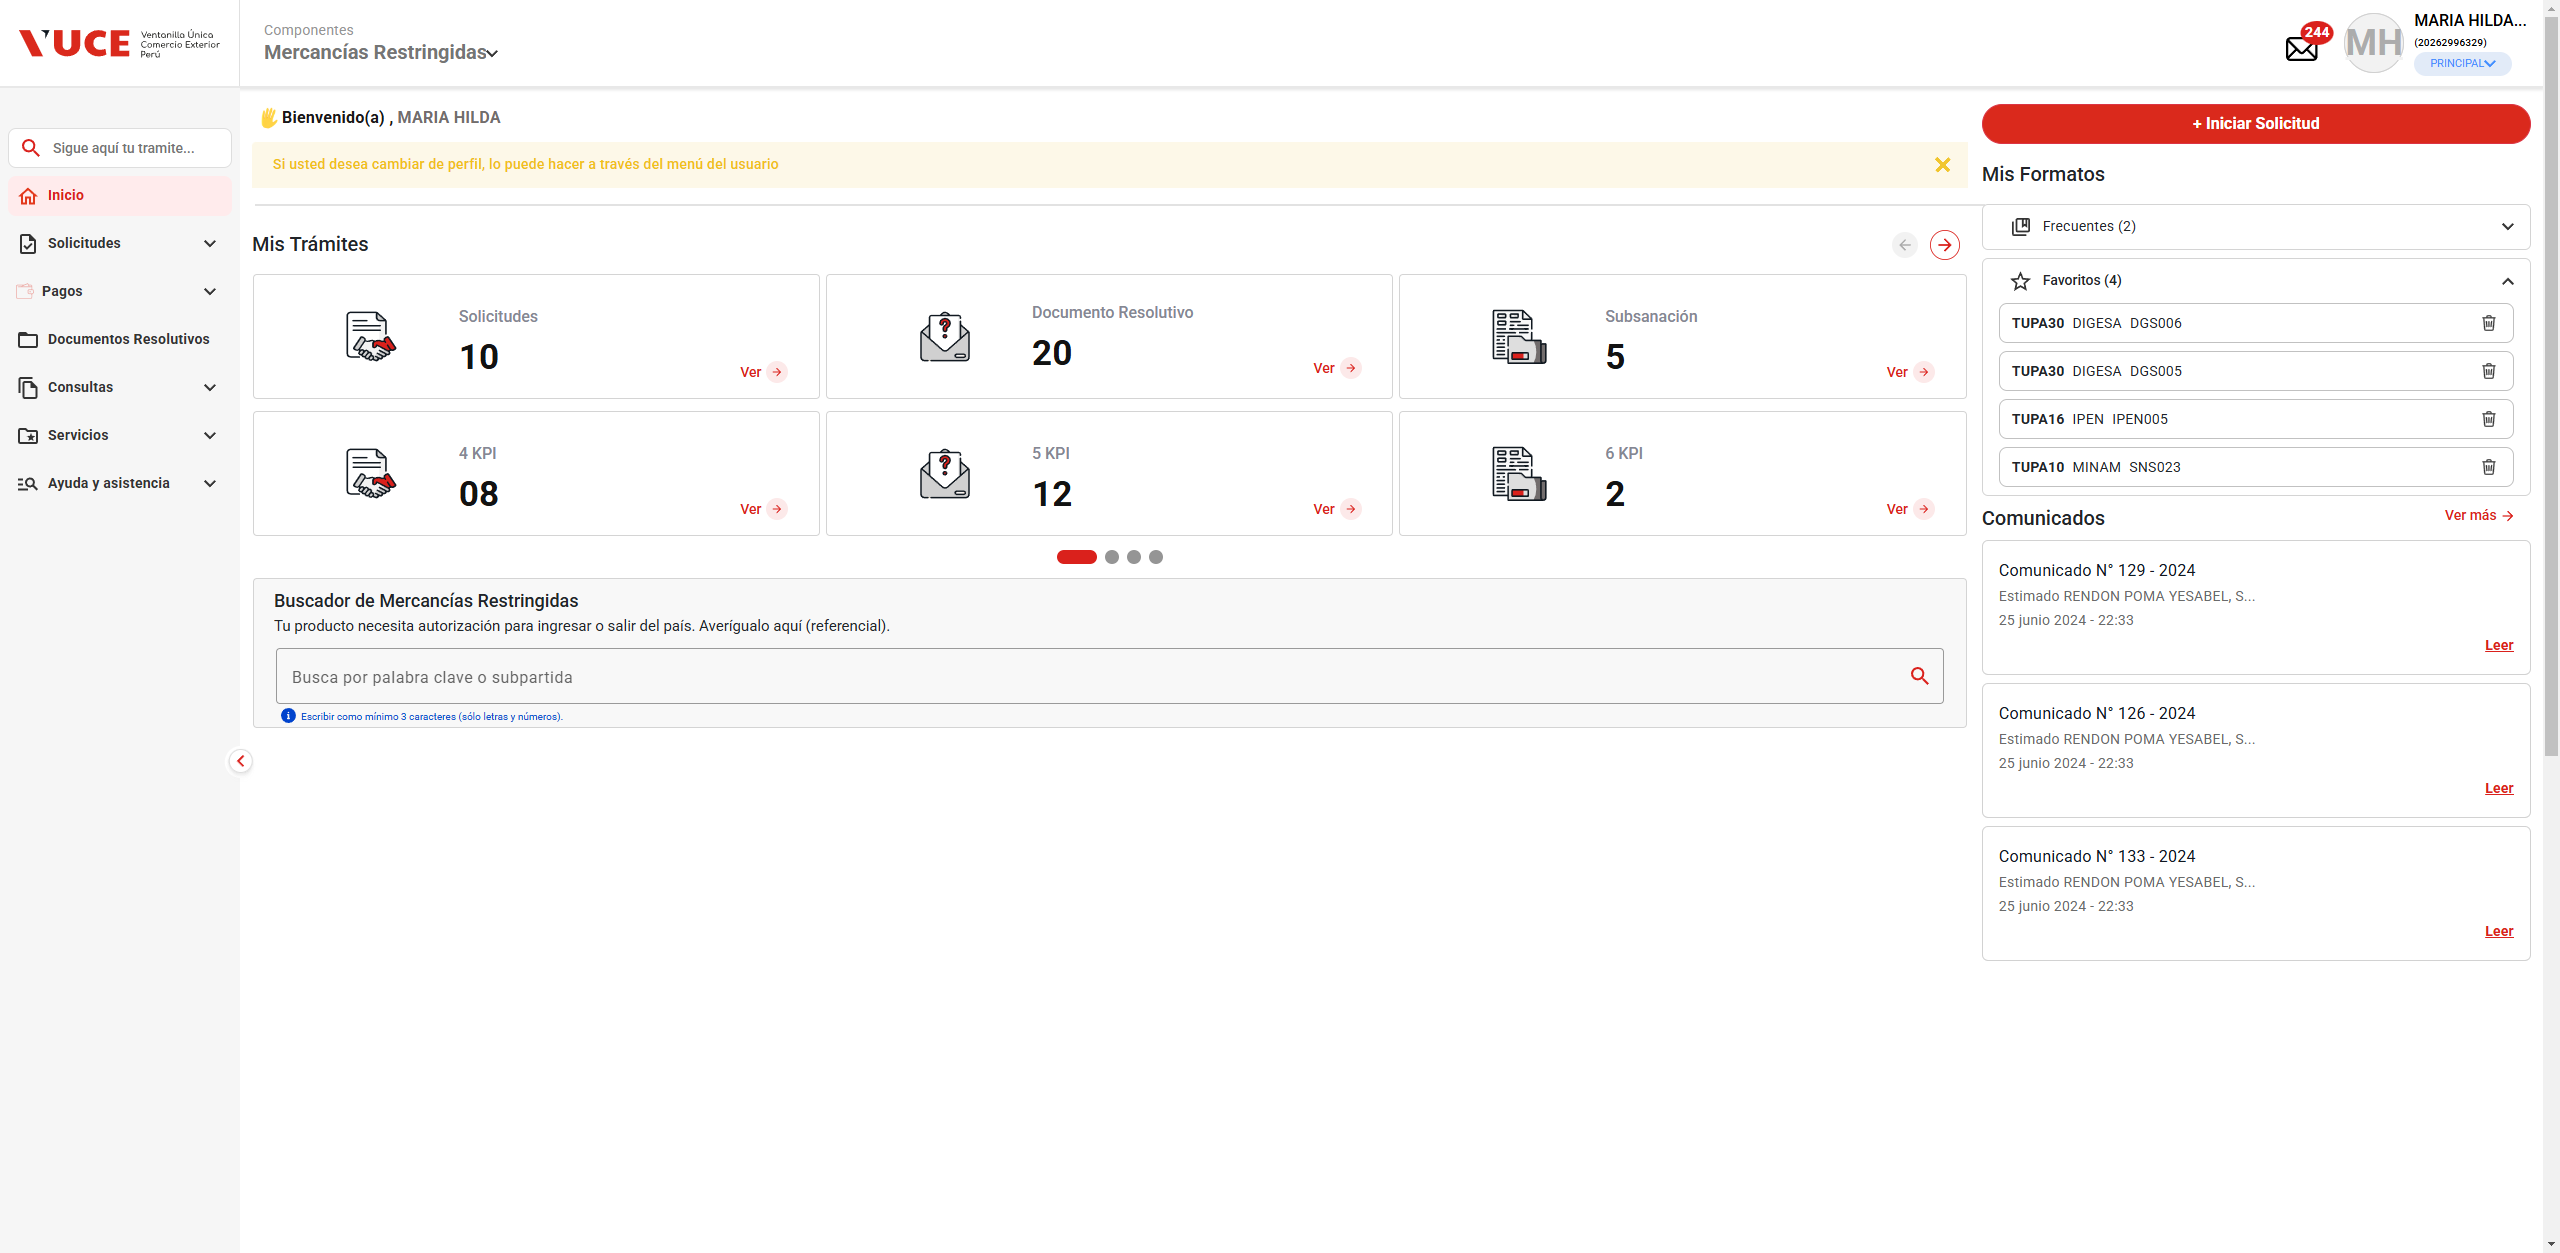 VUCE
Ventanilla Única
Comercio Exterior
Perú
Componentes
Mercancías Restringidas
244
MH
MARIA HILDA...
(20262996329)
PRINCIPAL
Sigue aquí tu tramite...
Inicio
Solicitudes
Pagos
Documentos Resolutivos
Consultas
Servicios
Ayuda y asistencia
Bienvenido(a) , MARIA HILDA
Si usted desea cambiar de perfil, lo puede hacer a través del menú del usuario
Mis Trámites
Solicitudes
10
Ver
Documento Resolutivo
20
Ver
Subsanación
5
Ver
4 KPI
08
Ver
5 KPI
12
Ver
6 KPI
2
Ver
Buscador de Mercancías Restringidas
Tu producto necesita autorización para ingresar o salir del país. Averígualo aquí (referencial).
Busca por palabra clave o subpartida
Escribir como mínimo 3 caracteres (sólo letras y números).
+ Iniciar Solicitud
Mis Formatos
Frecuentes (2)
Favoritos (4)
TUPA30 DIGESA DGS006
TUPA30 DIGESA DGS005
TUPA16 IPEN IPEN005
TUPA10 MINAM SNS023
Comunicados
Ver más
Comunicado N° 129 - 2024
Estimado RENDON POMA YESABEL, S...
25 junio 2024 - 22:33
Leer
Comunicado N° 126 - 2024
Estimado RENDON POMA YESABEL, S...
25 junio 2024 - 22:33
Leer
Comunicado N° 133 - 2024
Estimado RENDON POMA YESABEL, S...
25 junio 2024 - 22:33
Leer